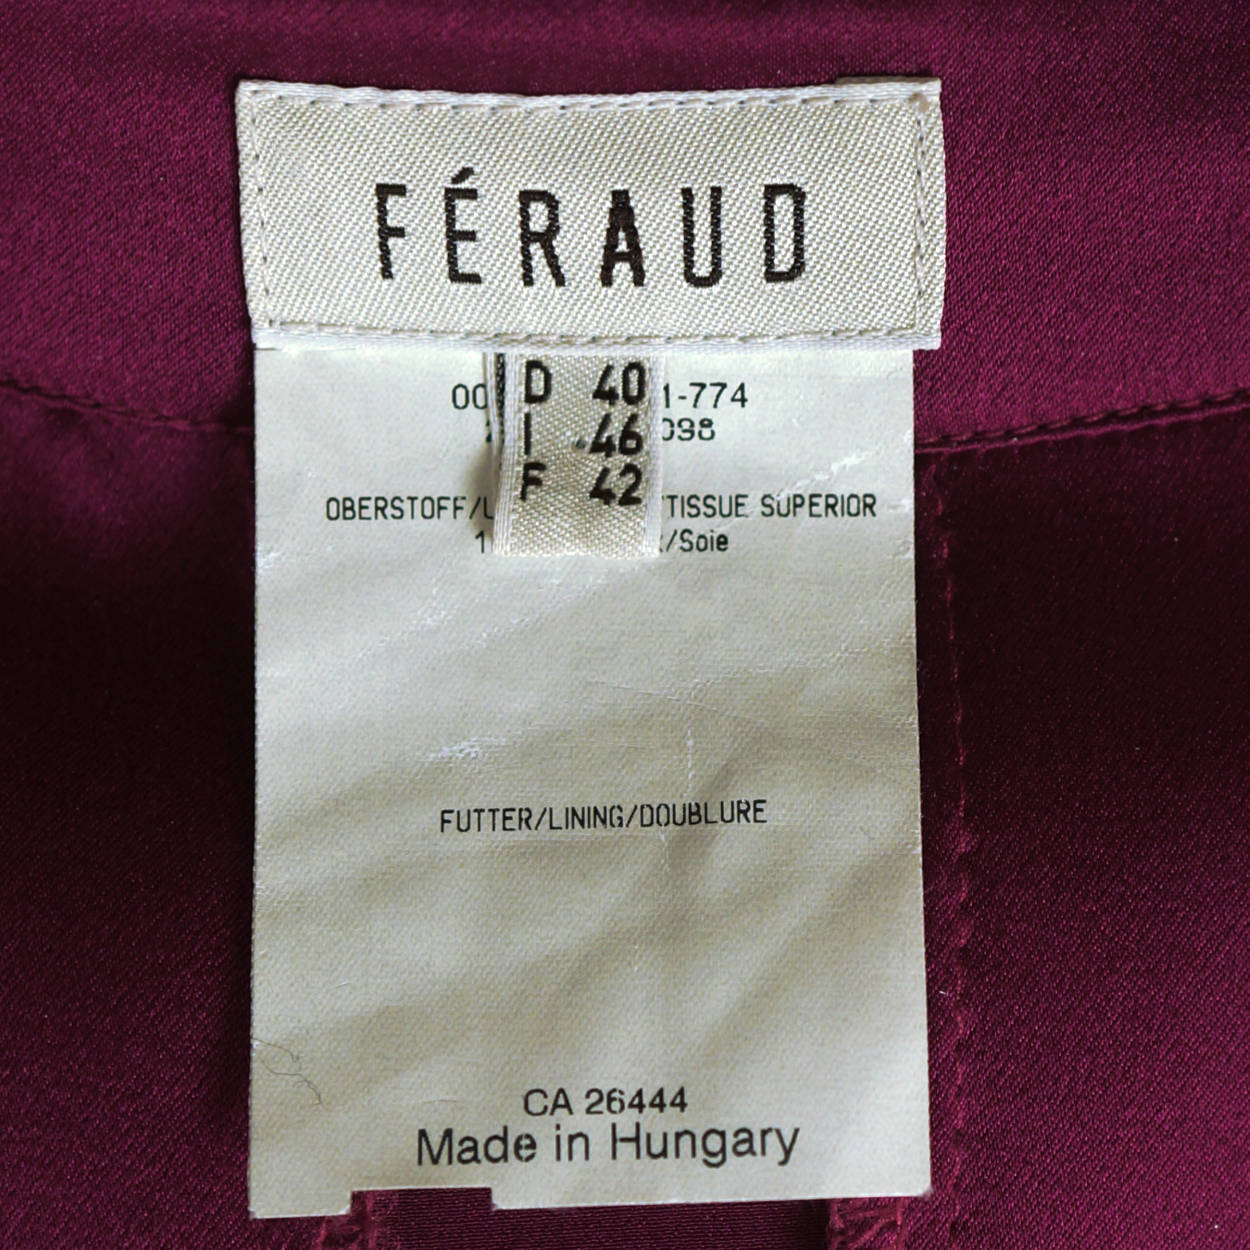 FÉRAUD
D 40
I 46
F 42
00 1-774
098
OBERSTOFF/ /TISSUE SUPERIOR
/Soie
FUTTER/LINING/DOUBLURE
CA 26444
Made in Hungary